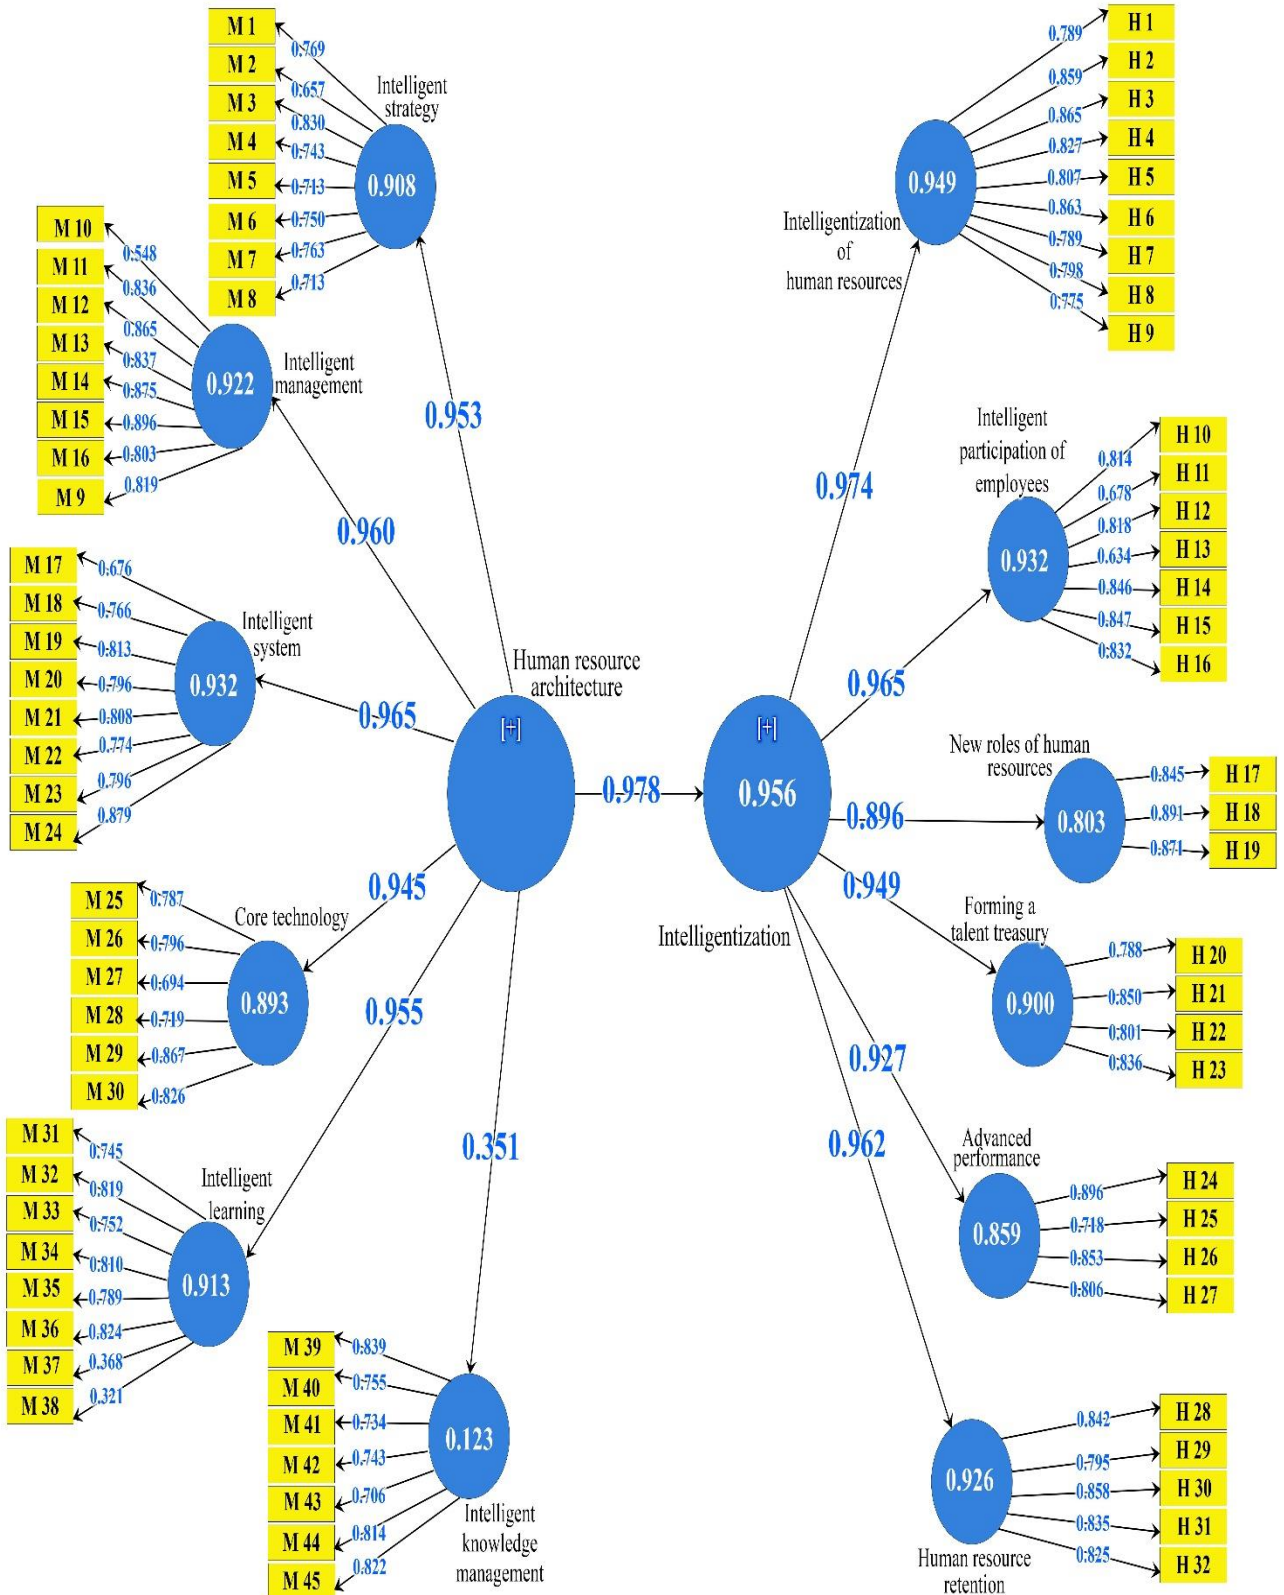 M 1
M 2
M 3
M 4
M 5
M 6
M 7
M 8
0.769
0.657
0.830
0.743
0.713
0.750
0.763
0.713
Intelligent
strategy
0.908
M 10
M 11
M 12
M 13
M 14
M 15
M 16
M 9
0.548
0.836
0.865
0.837
0.875
0.896
0.803
0.819
Intelligent
management
0.922
0.953
0.960
M 17
M 18
M 19
M 20
M 21
M 22
M 23
M 24
0.676
0.766
0.813
0.796
0.808
0.774
0.796
0.879
Intelligent
system
0.932
0.965
Human resource
architecture
[+]
M 25
M 26
M 27
M 28
M 29
M 30
0.787
0.796
0.694
0.719
0.867
0.826
Core technology
0.893
0.945
0.955
0.351
M 31
M 32
M 33
M 34
M 35
M 36
M 37
M 38
0.745
0.819
0.752
0.810
0.789
0.824
0.368
0.321
Intelligent
learning
0.913
M 39
M 40
M 41
M 42
M 43
M 44
M 45
0.839
0.755
0.734
0.743
0.706
0.814
0.822
0.123
Intelligent
knowledge
management
0.978
[+]
0.956
Intelligentization
0.949
Intelligentization
of
human resources
0.789
0.859
0.865
0.827
0.807
0.863
0.789
0.798
0.775
H 1
H 2
H 3
H 4
H 5
H 6
H 7
H 8
H 9
0.974
Intelligent
participation of
employees
0.932
0.814
0.678
0.818
0.634
0.846
0.847
0.832
H 10
H 11
H 12
H 13
H 14
H 15
H 16
0.965
New roles of human
resources
0.803
0.845
0.891
0.871
H 17
H 18
H 19
0.896
0.949
Forming a
talent treasury
0.900
0.788
0.850
0.801
0.836
H 20
H 21
H 22
H 23
0.927
0.962
Advanced
performance
0.859
0.896
0.718
0.853
0.806
H 24
H 25
H 26
H 27
0.926
Human resource
retention
0.842
0.795
0.858
0.835
0.825
H 28
H 29
H 30
H 31
H 32